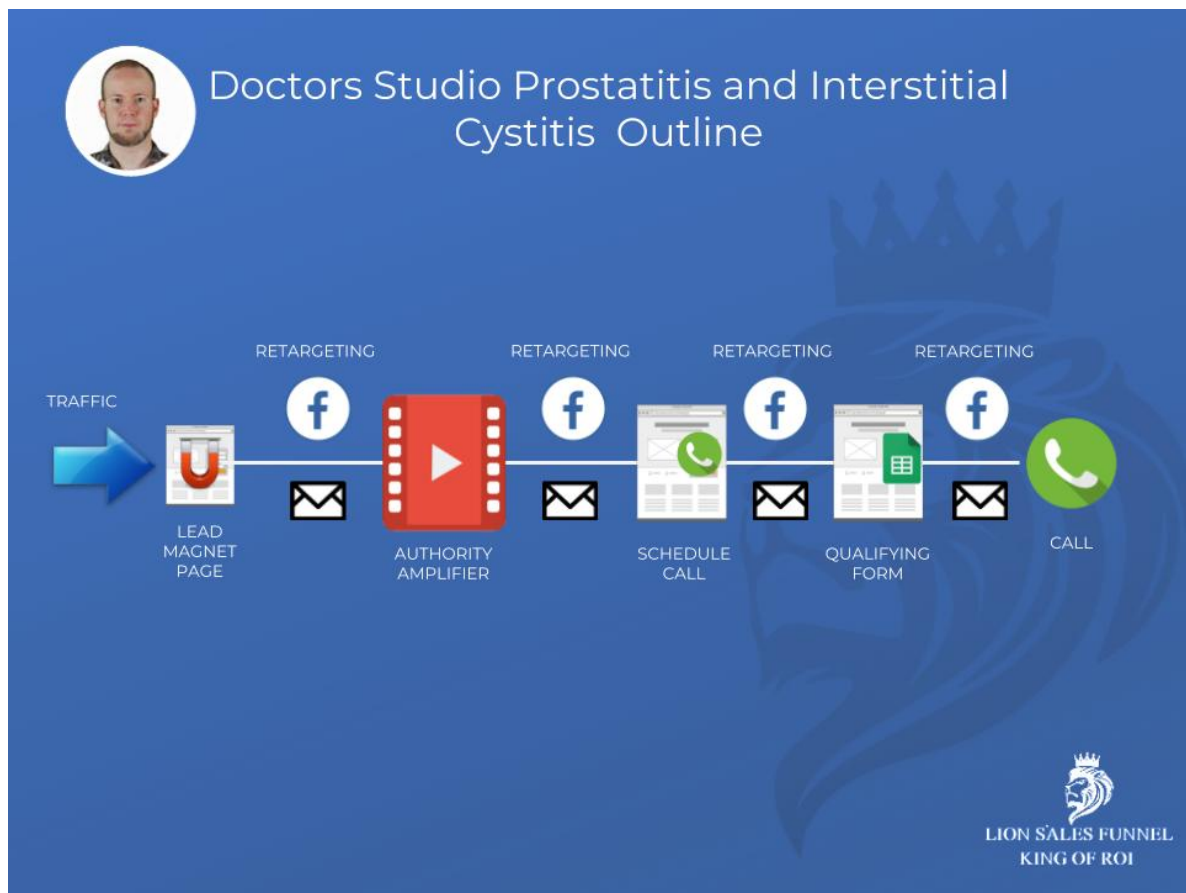 Doctors Studio Prostatitis and Interstitial
Cystitis Outline
TRAFFIC
RETARGETING
RETARGETING
RETARGETING
RETARGETING
LEAD
MAGNET
PAGE
AUTHORITY
AMPLIFIER
SCHEDULE
CALL
QUALIFYING
FORM
CALL
LION SALES FUNNEL
KING OF ROI